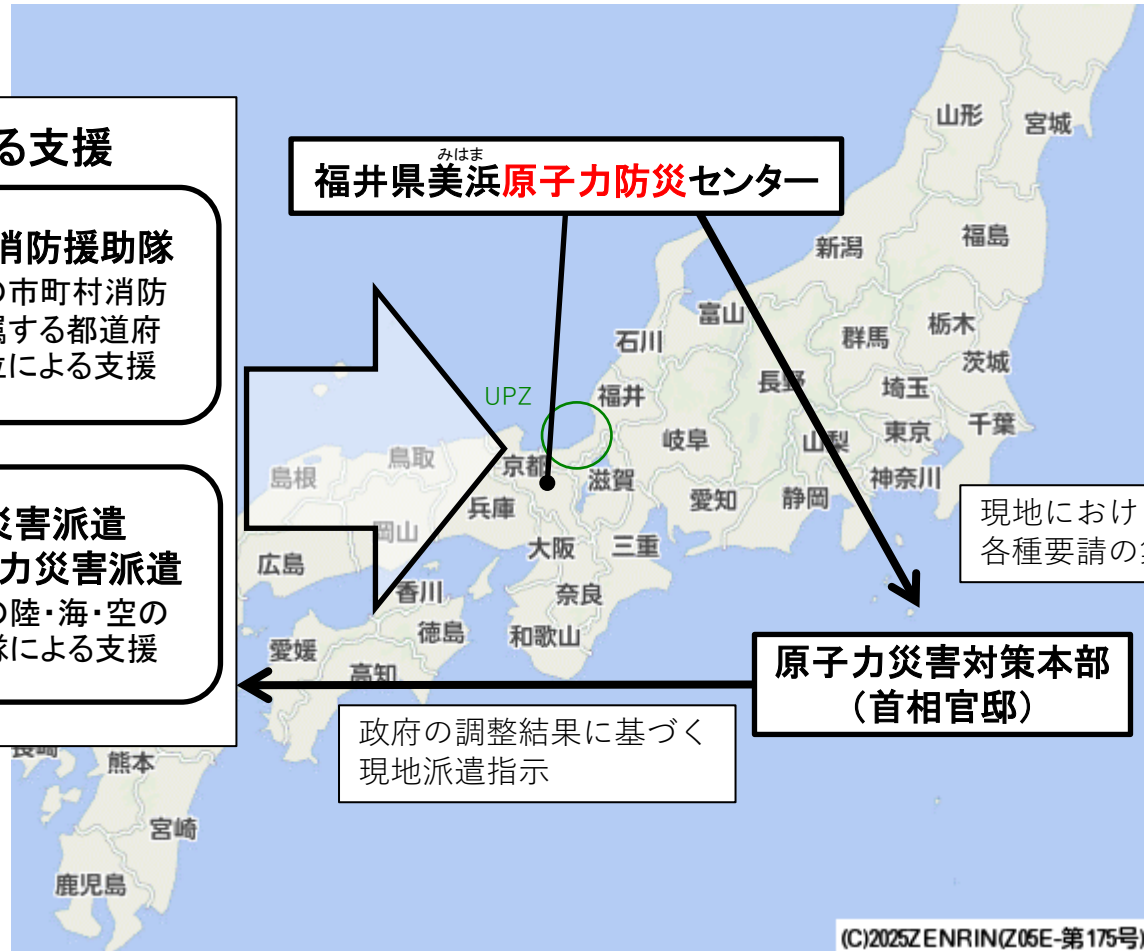 る支援
消防援助隊
の市町村消防
属する都道府
位による支援
災害派遣
力災害派遣
の陸・海・空の
隊による支援
みはま
福井県美浜原子力防災センター
UPZ
山形
宮城
新潟
福島
富山
石川
群馬
栃木
茨城
福井
長野
埼玉
千葉
岐阜
山梨
東京
鳥取
京都
滋賀
神奈川
島根
兵庫
愛知
静岡
岡山
大阪
三重
広島
香川
奈良
徳島
和歌山
愛媛
高知
長崎
熊本
宮崎
鹿児島
現地におけ
各種要請の
原子力災害対策本部
（首相官邸）
政府の調整結果に基づく
現地派遣指示
(C)2025ZENRIN(Z05E-第175号)